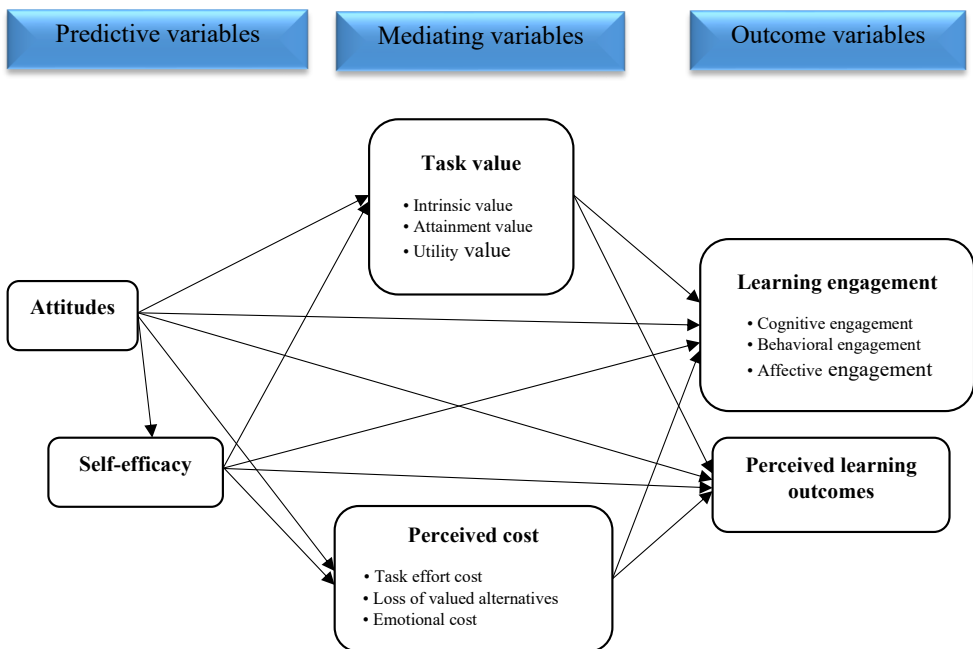 Predictive variables
Mediating variables
Outcome variables
Task value
• Intrinsic value
• Attainment value
• Utility value
Attitudes
Learning engagement
• Cognitive engagement
• Behavioral engagement
• Affective engagement
Self-efficacy
Perceived learning
outcomes
Perceived cost
• Task effort cost
• Loss of valued alternatives
• Emotional cost